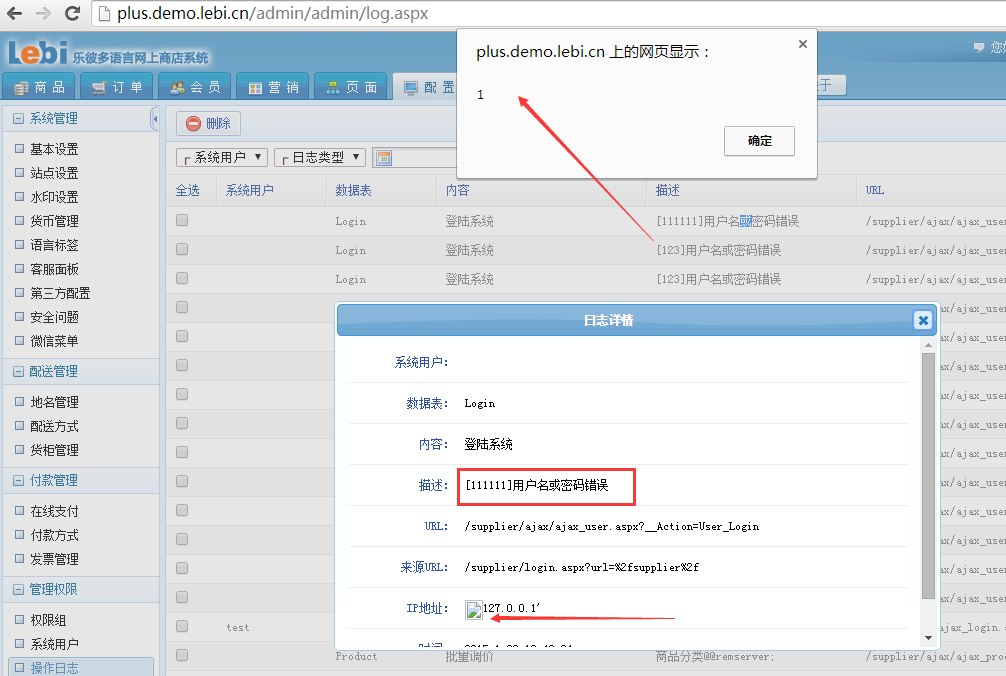 plus.demo.lebi.cn/admin/admin/log.aspx
Lebi 乐彼多语言网上商店系统
商 品 订 单 会 员 营 销 页 面 配 置
plus.demo.lebi.cn 上的网页显示：
1
确定
系统管理
基本设置
站点设置
水印设置
货币管理
语言标签
客服面板
第三方配置
安全问题
微信菜单
配送管理
地名管理
配送方式
货柜管理
付款管理
在线支付
付款方式
发票管理
管理权限
权限组
系统用户
操作日志
删除
┌ 系统用户 ┌ 日志类型
全选 系统用户 数据表 内容 描述 URL
Login 登陆系统 [111111]用户名或密码错误 /supplier/ajax/ajax_user
Login 登陆系统 [123]用户名或密码错误 /supplier/ajax/ajax_user
Login 登陆系统 [123]用户名或密码错误 /supplier/ajax/ajax_user
日志详情
系统用户：
数据表： Login
内容： 登陆系统
描述： [111111]用户名或密码错误
URL： /supplier/ajax/ajax_user.aspx?__Action=User_Login
来源URL： /supplier/login.aspx?url=%2fsupplier%2f
IP地址： 127.0.0.1'
test
Product 批量调价 商品分类@@remserver; /supplier/ajax/ajax_pro